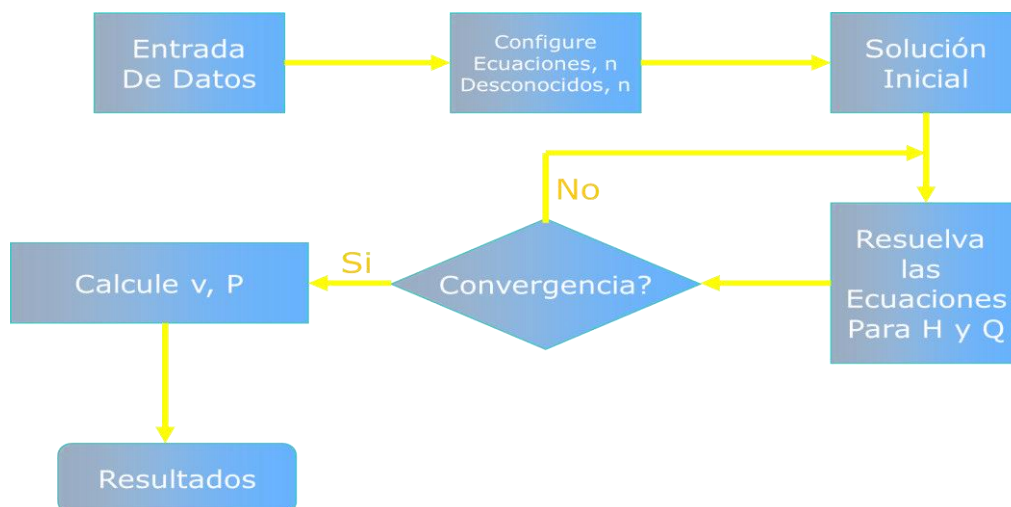 Entrada
De Datos
Configure
Ecuaciones, n
Desconocidos, n
Solución
Inicial
No
Resuelva
las
Ecuaciones
Para H y Q
Convergencia?
Si
Calcule v, P
Resultados